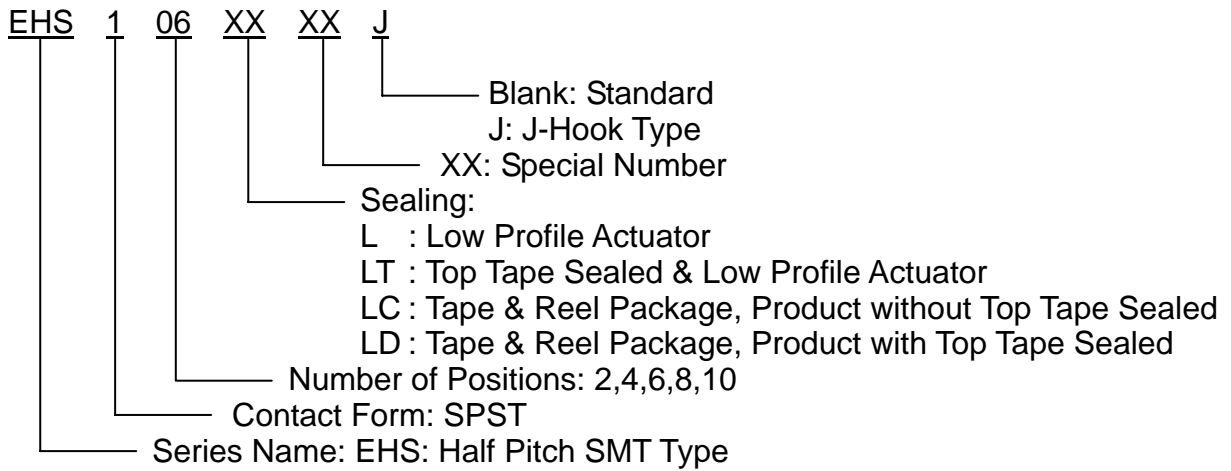 EHS 1 06 XX XX J
Blank: Standard
J: J-Hook Type
XX: Special Number
Sealing:
L : Low Profile Actuator
LT : Top Tape Sealed & Low Profile Actuator
LC : Tape & Reel Package, Product without Top Tape Sealed
LD : Tape & Reel Package, Product with Top Tape Sealed
Number of Positions: 2,4,6,8,10
Contact Form: SPST
Series Name: EHS: Half Pitch SMT Type